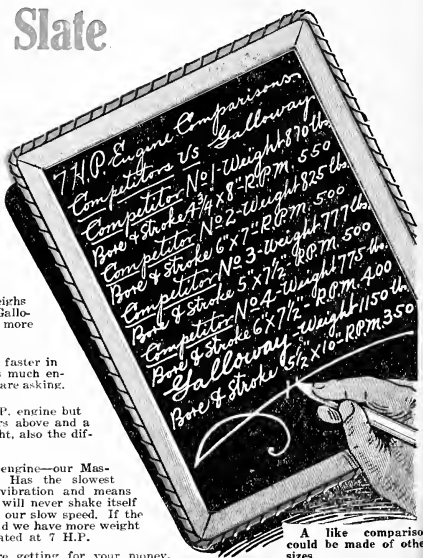 Slate
7 H.P. Engine Comparisons
Competitors Vs Galloway
Competitor No 1-Weight 870 lbs.
Bore & Stroke 4¾ x 8"-R.P.M. 550
Competitor No 2-Weight 825 lbs.
Bore & Stroke 6"x7"-R.P.M. 500
Competitor No 3-Weight 777 lbs.
Bore & Stroke 5"x7½"-R.P.M. 500
Competitor No 4-Weight 775 lbs.
Bore & Stroke 6"x7½"-R.P.M. 400
Galloway-Weight 1150 lbs
Bore & Stroke 5½x10"-R.P.M. 350
eighs
Gallo-
more
faster in
s much en-
are asking.
P. engine but
rs above and a
ht, also the dif-
engine—our Mas-
Has the slowest
vibration and means
will never shake itself
our slow speed. If the
d we have more weight
ated at 7 H.P.
re getting for your money.
A like compariso
could be made of othe
sizes